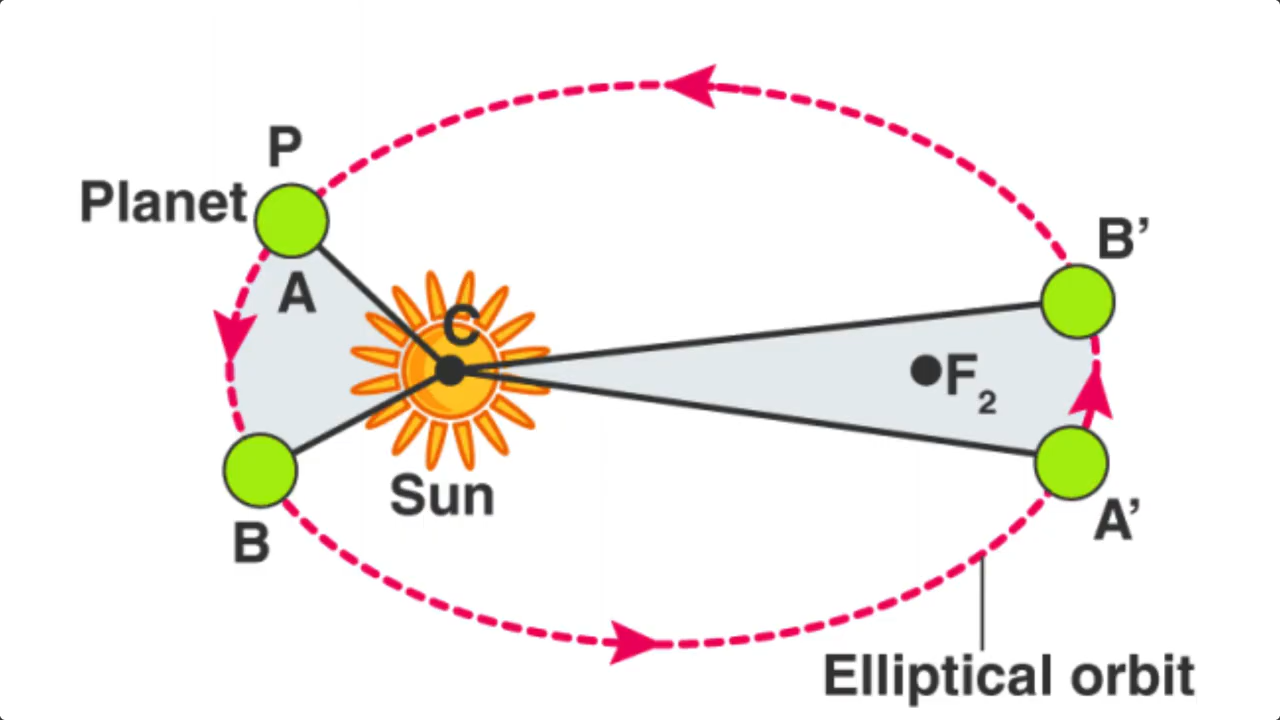 P
Planet
A
C
B’
F2
Sun
A’
B
Elliptical orbit